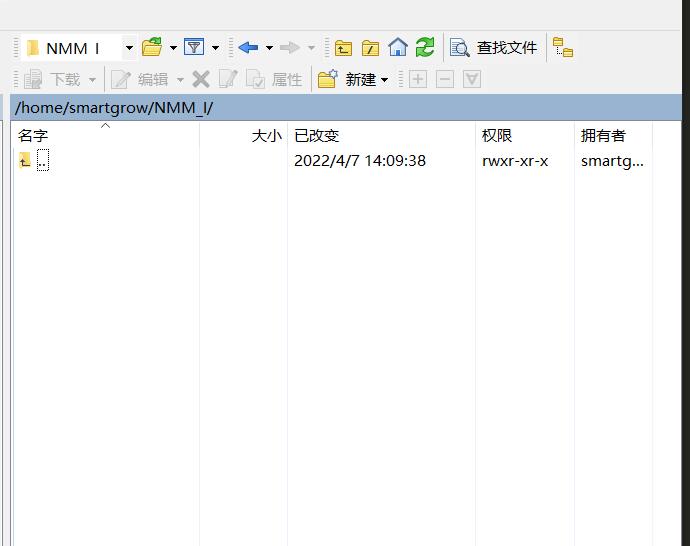 NMM_I 查找文件
下载 编辑 属性 新建
/home/smartgrow/NMM_I/
名字 大小 已改变 权限 拥有者
.. 2022/4/7 14:09:38 rwxr-xr-x smartg...